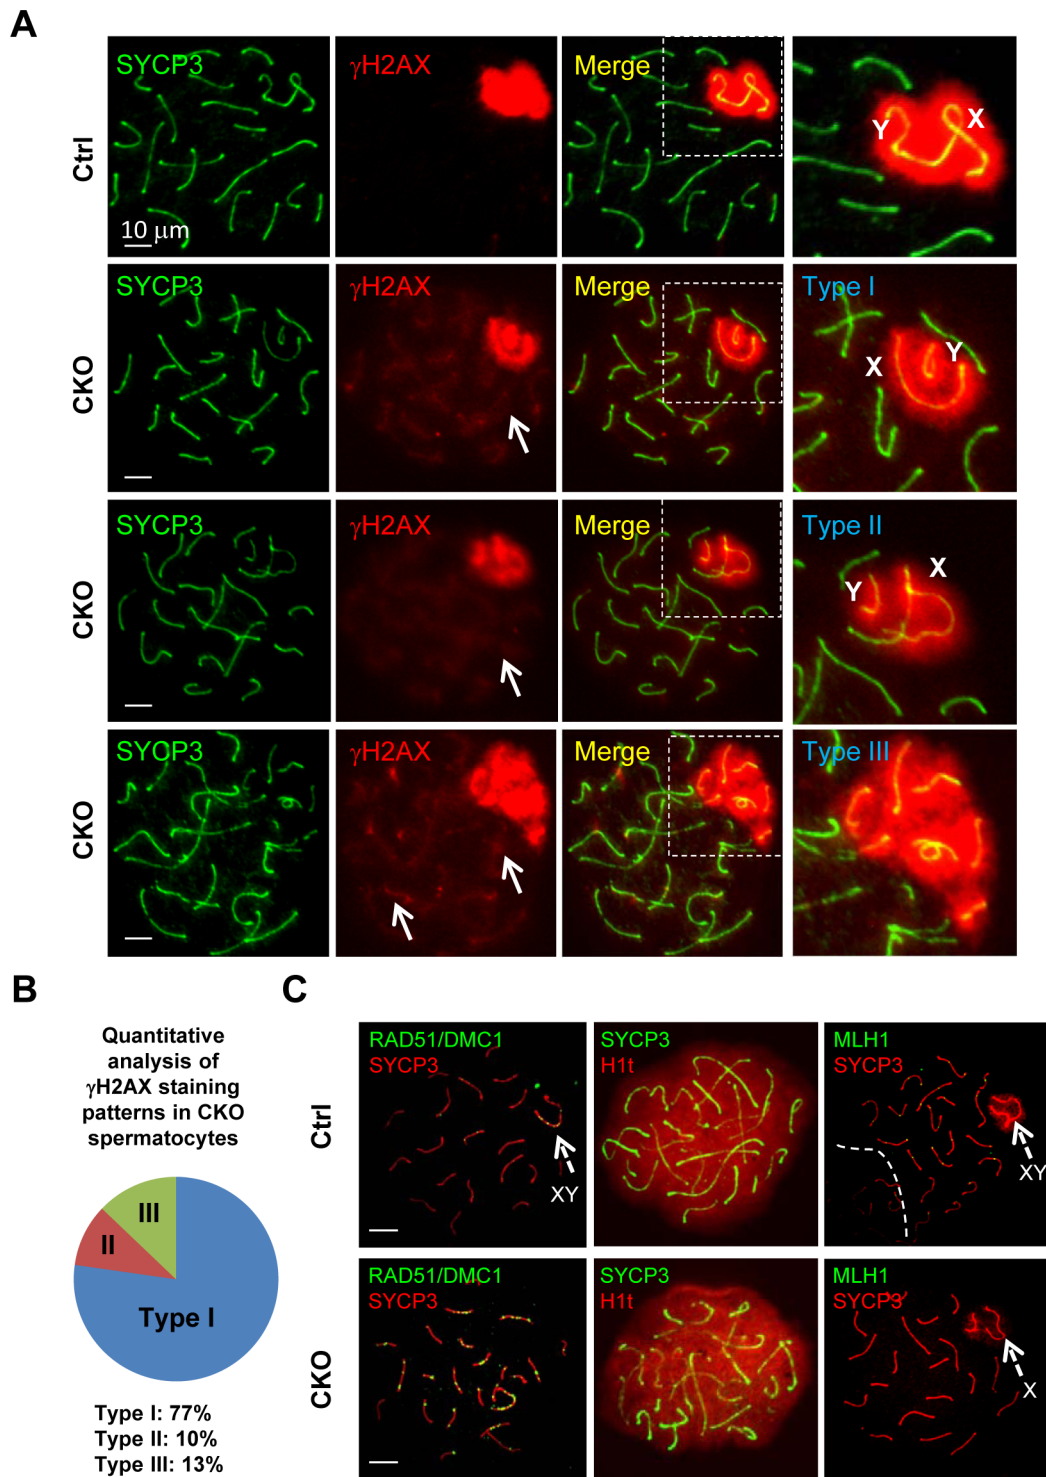 A
Ctrl
SYCP3
γH2AX
Merge
Y
X
10 μm
CKO
SYCP3
γH2AX
Merge
Type I
X
Y
CKO
SYCP3
γH2AX
Merge
Type II
Y
X
CKO
SYCP3
γH2AX
Merge
Type III
B
Quantitative
analysis of
γH2AX staining
patterns in CKO
spermatocytes
III
II
Type I
Type I: 77%
Type II: 10%
Type III: 13%
C
Ctrl
RAD51/DMC1
SYCP3
XY
SYCP3
H1t
MLH1
SYCP3
XY
CKO
RAD51/DMC1
SYCP3
SYCP3
H1t
MLH1
SYCP3
X